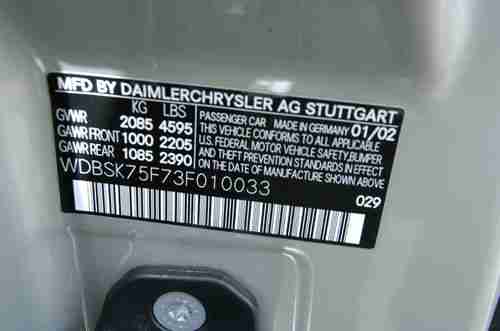 MFD BY DAIMLERCHRYSLER AG STUTTGART
KG LBS
GVWR 2085 4595
GAWR FRONT 1000 2205
GAWR REAR 1085 2390
MADE IN GERMANY 01/02
THIS VEHICLE CONFORMS TO ALL APPLICABLE
U.S. FEDERAL MOTOR VEHICLE SAFETY, BUMPER
AND THEFT PREVENTION STANDARDS IN EFFECT
ON THE DATE OF MANUFACTURE SHOWN ABOVE
WDBSK75F73F010033
029